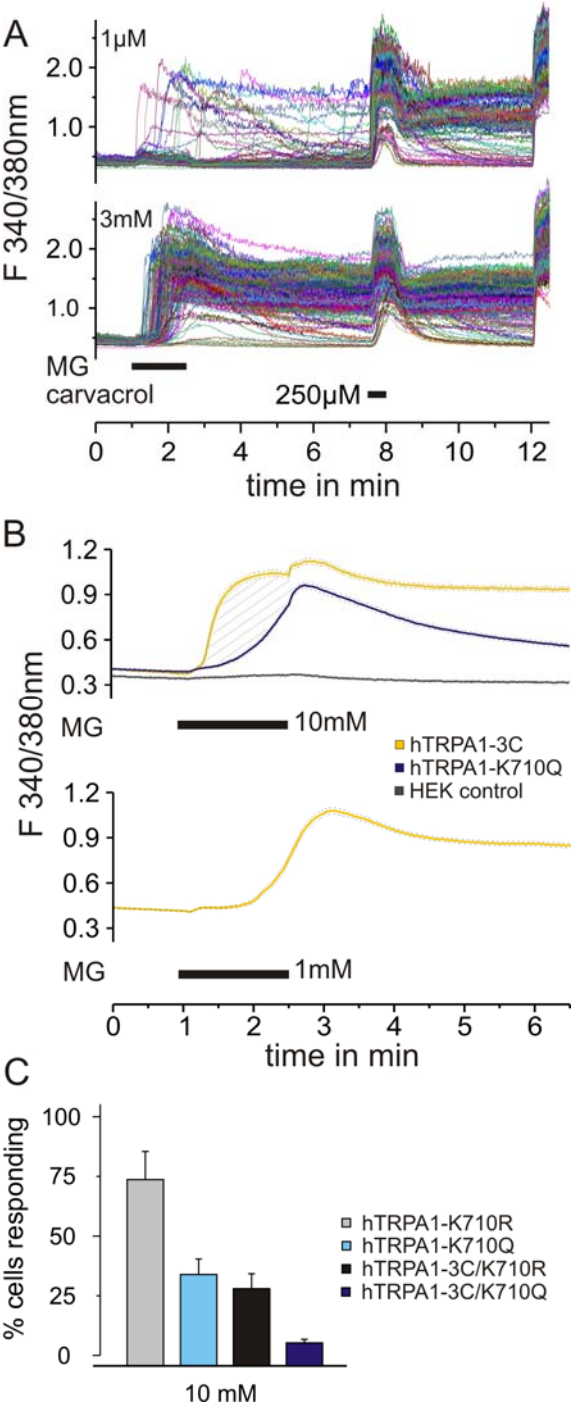 A
1µM
2.0
1.0
F 340/380nm
3mM
2.0
1.0
MG
carvacrol
250µM
0 2 4 6 8 10 12
time in min
B
1.2
0.9
0.6
0.3
F 340/380nm
MG
10mM
hTRPA1-3C
hTRPA1-K710Q
HEK control
1.2
0.9
0.6
0.3
MG
1mM
0 1 2 3 4 5 6
time in min
C
100
75
50
25
0
% cells responding
hTRPA1-K710R
hTRPA1-K710Q
hTRPA1-3C/K710R
hTRPA1-3C/K710Q
10 mM